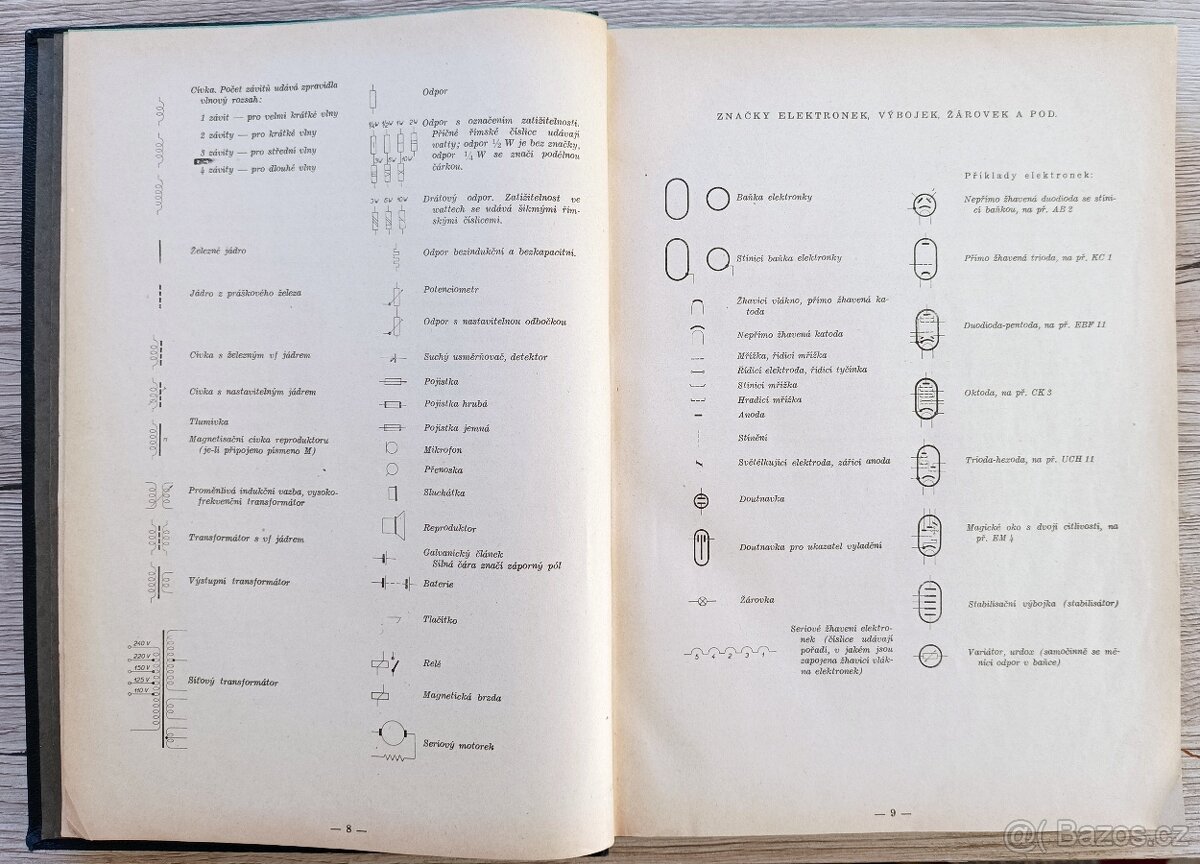 Cívka. Počet závitů udává zpravidla
vlnový rozsah:
1 závit — pro velmi krátké vlny
2 závity — pro krátké vlny
3 závity — pro střední vlny
4 závity — pro dlouhé vlny
Železné jádro
Jádro z práškového železa
Cívka s železným vf jádrem
Cívka s nastavitelným jádrem
Tlumivka
Magnetisační cívka reproduktoru
(je-li připojeno písmeno M)
Proměnlivá indukční vazba, vysoko-
frekvenční transformátor
Transformátor s vf jádrem
Výstupní transformátor
240 V
220 V
150 V
125 V
110 V
Síťový transformátor
Odpor
¼W ½W 1W 2W
Odpor s označením zatížitelnosti.
Příčné římské číslice udávají
watty; odpor ½ W je bez značky,
odpor ¼ W se značí podélnou
čárkou.
3W 5W 10W
Drátový odpor. Zatížitelnost ve
wattech se udává šikmými řím-
skými číslicemi.
Odpor bezindukční a bezkapacitní.
Potenciometr
Odpor s nastavitelnou odbočkou
Suchý usměrňovač, detektor
Pojistka
Pojistka hrubá
Pojistka jemná
Mikrofon
Přenoska
Sluchátka
Reproduktor
Galvanický článek
Silná čára značí záporný pól
Baterie
Tlačítko
Relé
Magnetická brzda
Seriový motorek
— 8 —
ZNAČKY ELEKTRONEK, VÝBOJEK, ŽÁROVEK A POD.
Baňka elektronky
Stínicí baňka elektronky
Žhavicí vlákno, přímo žhavená ka-
toda
Nepřímo žhavená katoda
Mřížka, řídicí mřížka
Řídicí elektroda, řídicí tyčinka
Stínicí mřížka
Hradicí mřížka
Anoda
Stínění
Světélkující elektroda, zářící anoda
Doutnavka
Doutnavka pro ukazatel vyladění
Žárovka
5 4 2 3 1
Seriové žhavení elektro-
nek (číslice udávají
pořadí, v jakém jsou
zapojena žhavicí vlák-
na elektronek)
Příklady elektronek:
Nepřímo žhavená duodioda se stíni-
cí baňkou, na př. AB 2
Přímo žhavená trioda, na př. KC 1
Duodioda-pentoda, na př. EBF 11
Oktoda, na př. CK 3
Trioda-hexoda, na př. UCH 11
Magické oko s dvojí citlivostí, na
př. EM 4
Stabilisační výbojka (stabilisátor)
Variátor, urdox (samočinně se mě-
nící odpor v baňce)
— 9 —
Bazos.cz